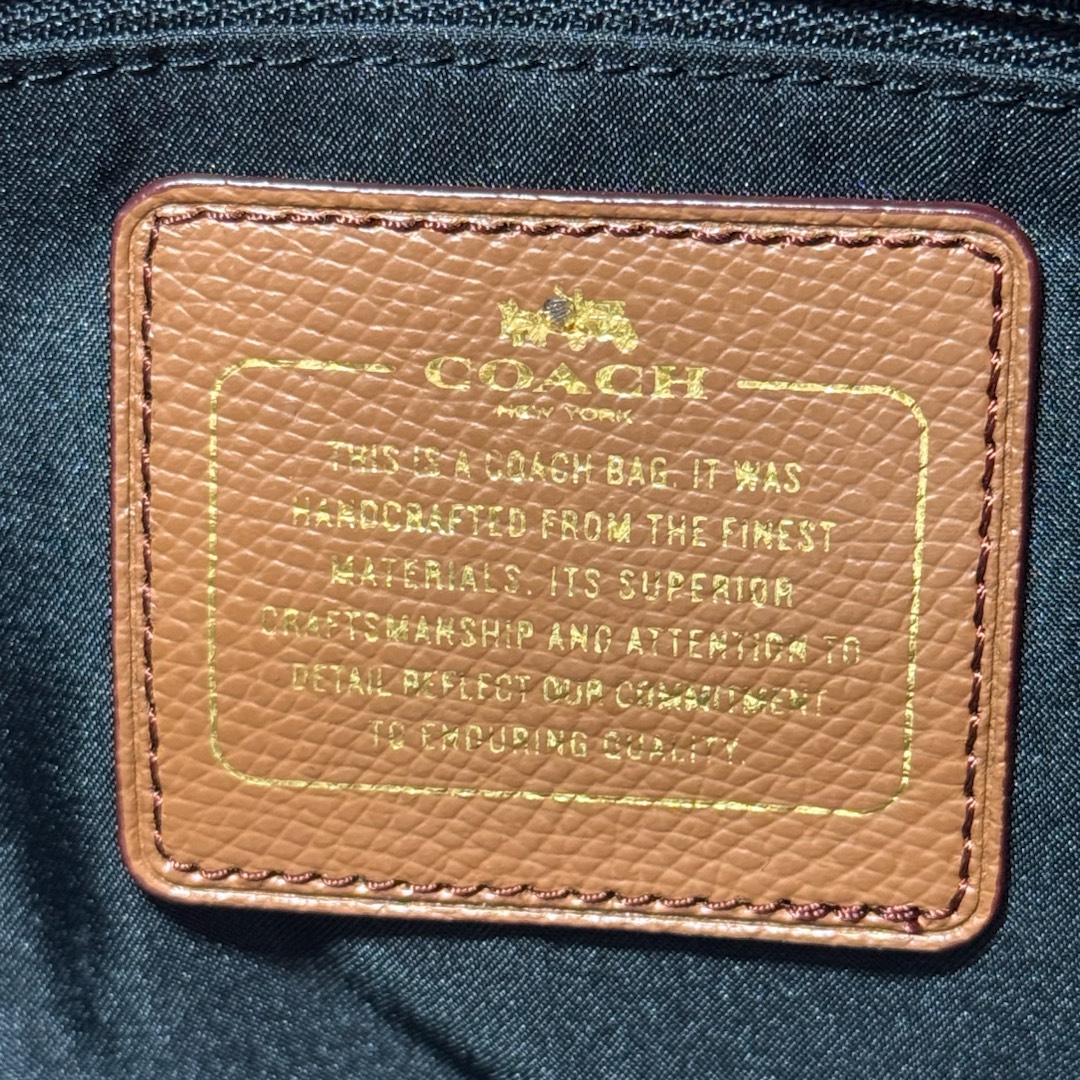 COACH
NEW YORK
THIS IS A COACH BAG. IT WAS
HANDCRAFTED FROM THE FINEST
MATERIALS. ITS SUPERIOR
CRAFTSMANSHIP AND ATTENTION TO
DETAIL REFLECT OUR COMMITMENT
TO ENDURING QUALITY.